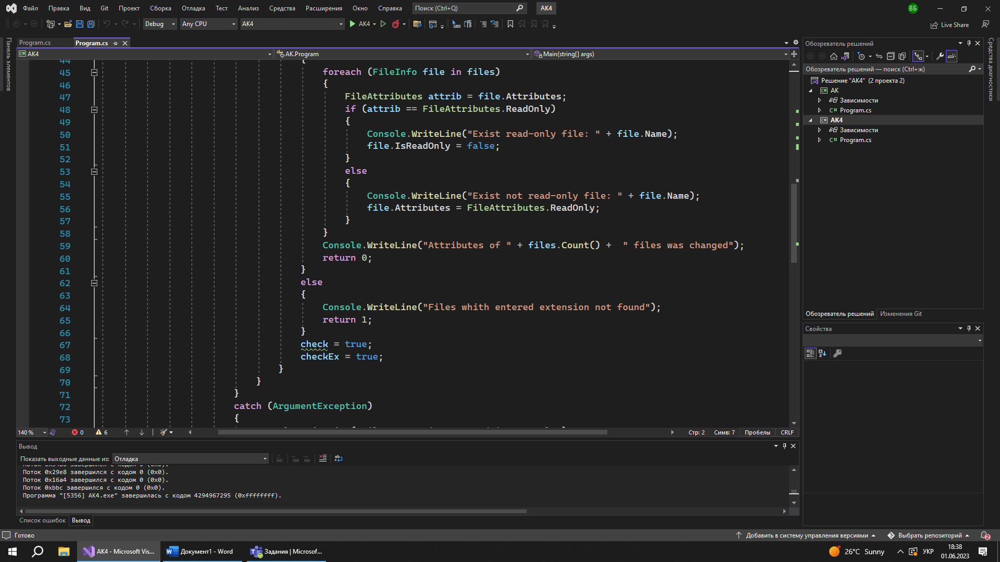 Файл Правка Вид Git Проект Сборка Отладка Тест Анализ Средства Расширения Окно Справка Поиск (Ctrl+Q) AK4 ВБ
Debug Any CPU AK4 AK4 Live Share
Панель элементов
Program.cs Program.cs
AK4 AK.Program Main(string[] args)
44 {
45 foreach (FileInfo file in files)
46 {
47 FileAttributes attrib = file.Attributes;
48 if (attrib == FileAttributes.ReadOnly)
49 {
50 Console.WriteLine("Exist read-only file: " + file.Name);
51 file.IsReadOnly = false;
52 }
53 else
54 {
55 Console.WriteLine("Exist not read-only file: " + file.Name);
56 file.Attributes = FileAttributes.ReadOnly;
57 }
58 }
59 Console.WriteLine("Attributes of " + files.Count() +  " files was changed");
60 return 0;
61 }
62 else
63 {
64 Console.WriteLine("Files whith entered extension not found");
65 return 1;
66 }
67 check = true;
68 checkEx = true;
69 }
70 }
71 }
72 catch (ArgumentException)
73 {
140 % 0 6 Стр: 2 Симв: 7 Пробелы CRLF
Вывод
Показать выходные данные из: Отладка
Поток 0x29e8 завершился с кодом 0 (0x0).
Поток 0x16a4 завершился с кодом 0 (0x0).
Поток 0xbbc завершился с кодом 0 (0x0).
Программа "[5356] AK4.exe" завершилась с кодом 4294967295 (0xffffffff).
Список ошибок Вывод
Обозреватель решений
Обозреватель решений — поиск (Ctrl+ж)
Решение "AK4" (2 проекта 2)
AK
Зависимости
Program.cs
AK4
Зависимости
Program.cs
Обозреватель решений Изменения Git
Свойства
Средства диагностики
Готово Добавить в систему управления версиями Выбрать репозиторий 2
AK4 - Microsoft Vis... Документ1 - Word Задания | Microsof... 26°C Sunny УКР 18:38
01.06.2023